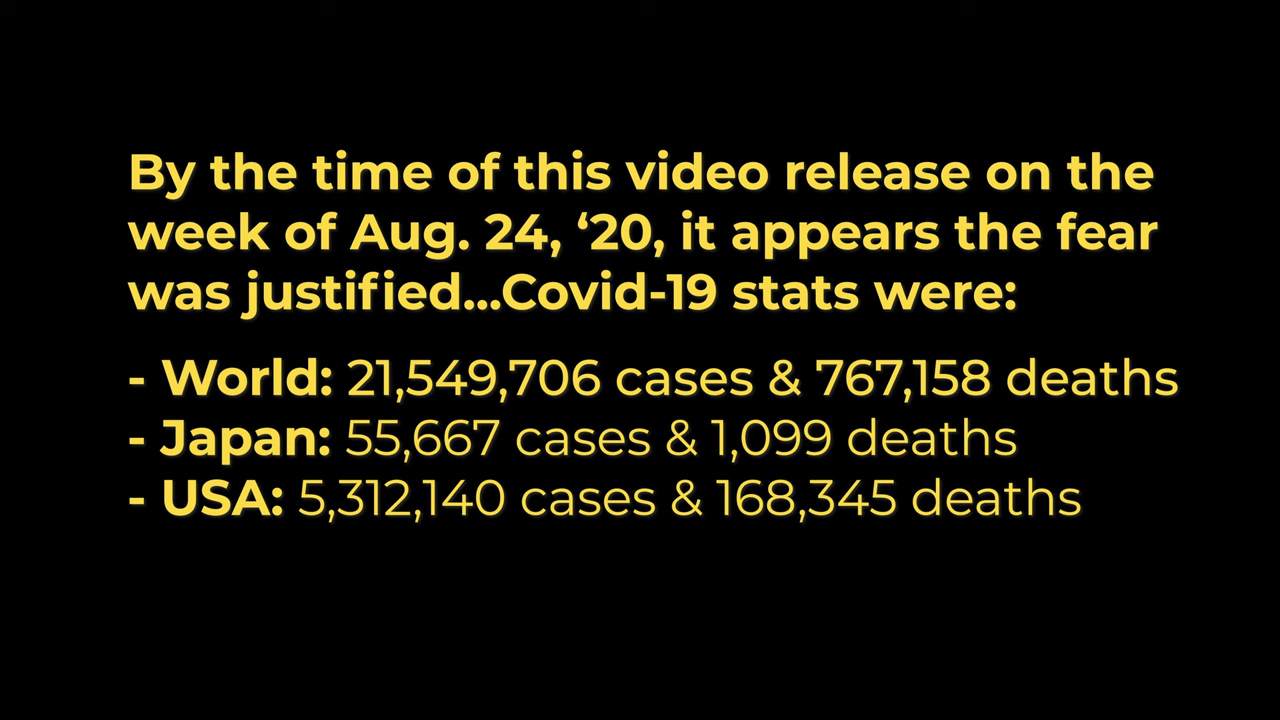 By the time of this video release on the
week of Aug. 24, ‘20, it appears the fear
was justified...Covid-19 stats were:
- World: 21,549,706 cases & 767,158 deaths
- Japan: 55,667 cases & 1,099 deaths
- USA: 5,312,140 cases & 168,345 deaths